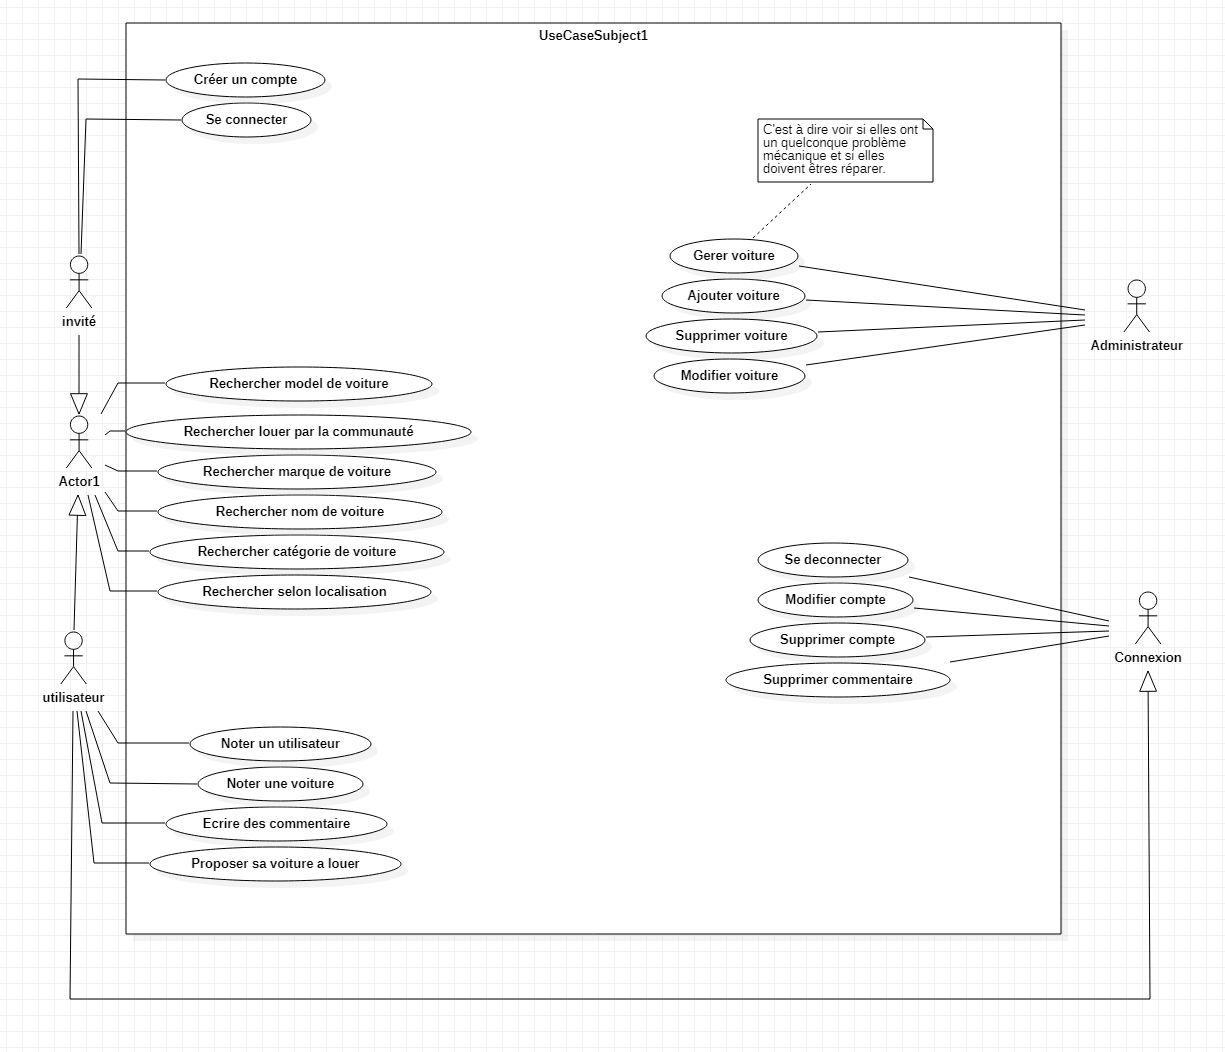 UseCaseSubject1
Créer un compte
Se connecter
C'est à dire voir si elles ont
un quelconque problème
mécanique et si elles
doivent êtres réparer.
Gerer voiture
Ajouter voiture
Supprimer voiture
Modifier voiture
invité
Administrateur
Rechercher model de voiture
Rechercher louer par la communauté
Rechercher marque de voiture
Actor1
Rechercher nom de voiture
Rechercher catégorie de voiture
Rechercher selon localisation
Se deconnecter
Modifier compte
Supprimer compte
Supprimer commentaire
Connexion
utilisateur
Noter un utilisateur
Noter une voiture
Ecrire des commentaire
Proposer sa voiture a louer